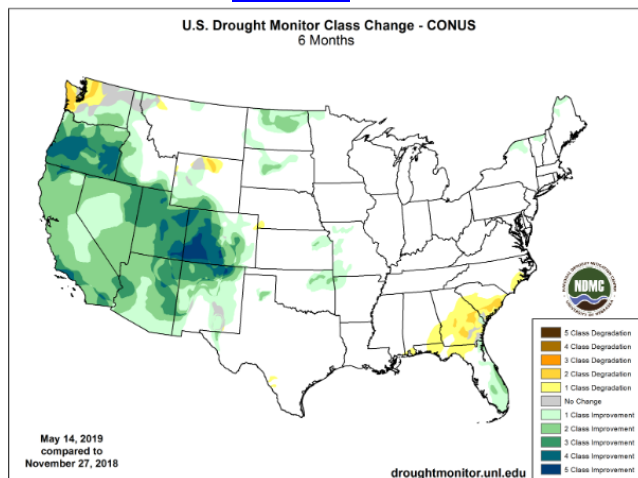 U.S. Drought Monitor Class Change - CONUS
6 Months
NDMC
5 Class Degradation
4 Class Degradation
3 Class Degradation
2 Class Degradation
1 Class Degradation
No Change
1 Class Improvement
2 Class Improvement
3 Class Improvement
4 Class Improvement
5 Class Improvement
May 14, 2019
compared to
November 27, 2018
droughtmonitor.unl.edu